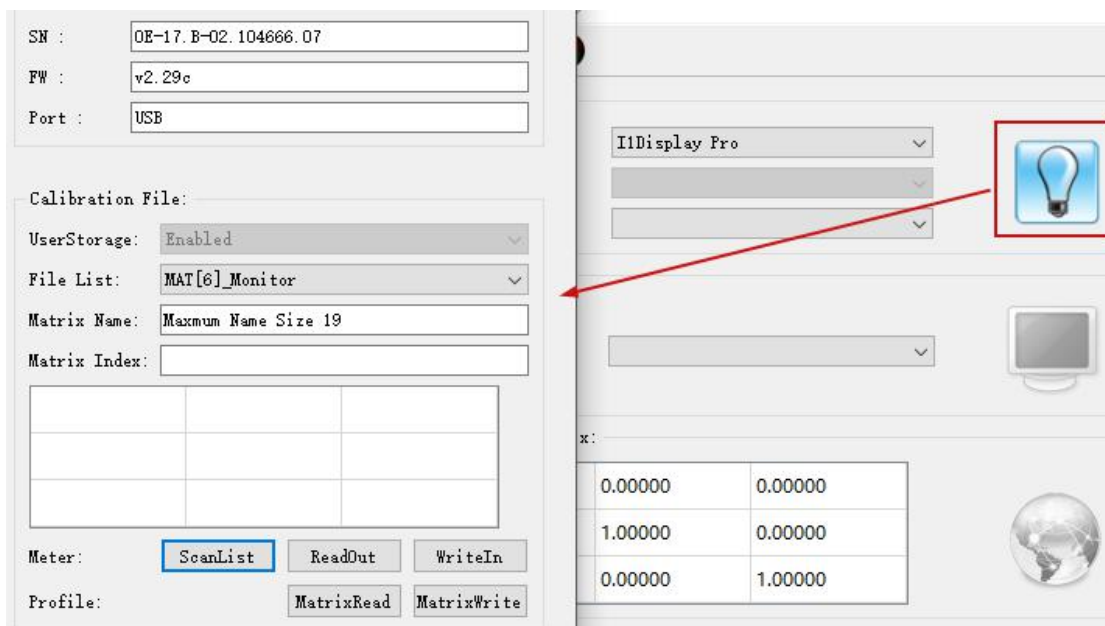 SN :
OE-17.B-02.104666.07
FW :
v2.29c
Port :
USB
Calibration File:
UserStorage:
Enabled
File List:
MAT[6]_Monitor
Matrix Name:
Maxmum Name Size 19
Matrix Index:
Meter:
ScanList
ReadOut
WriteIn
Profile:
MatrixRead
MatrixWrite
I1Display Pro
x:
0.00000 0.00000
1.00000 0.00000
0.00000 1.00000